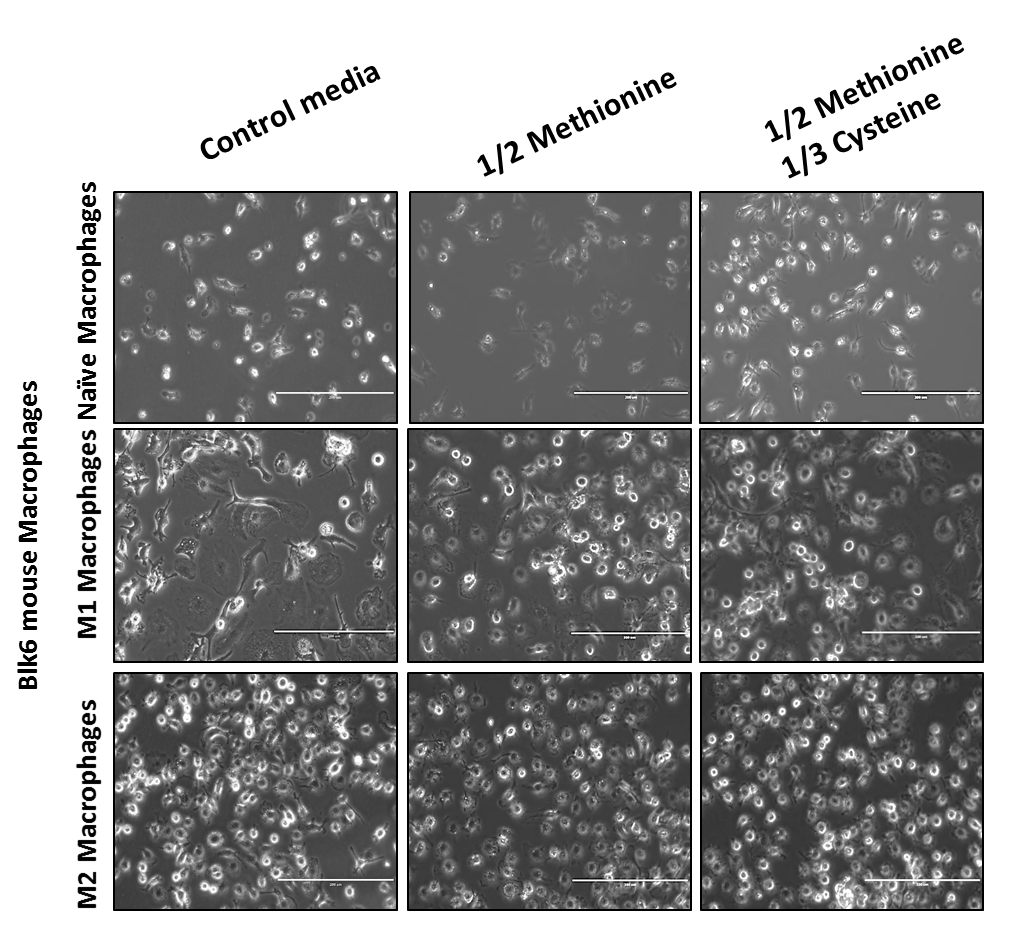 Control media
1/2 Methionine
1/2 Methionine
1/3 Cysteine
Blk6 mouse Macrophages
Naïve Macrophages
M1 Macrophages
M2 Macrophages